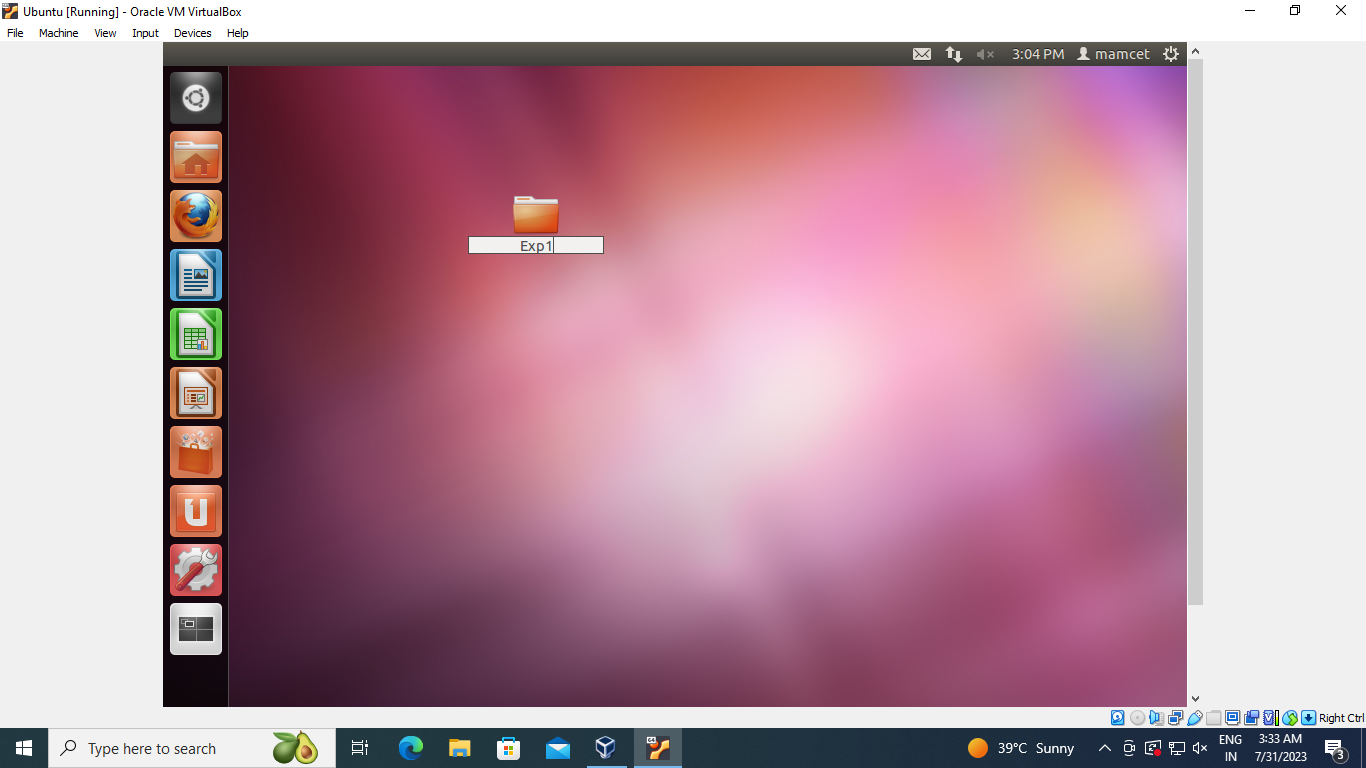 Ubuntu [Running] - Oracle VM VirtualBox
File Machine View Input Devices Help
3:04 PM mamcet
Exp1
Right Ctrl
Type here to search
39°C Sunny
ENG
IN
3:33 AM
7/31/2023
3